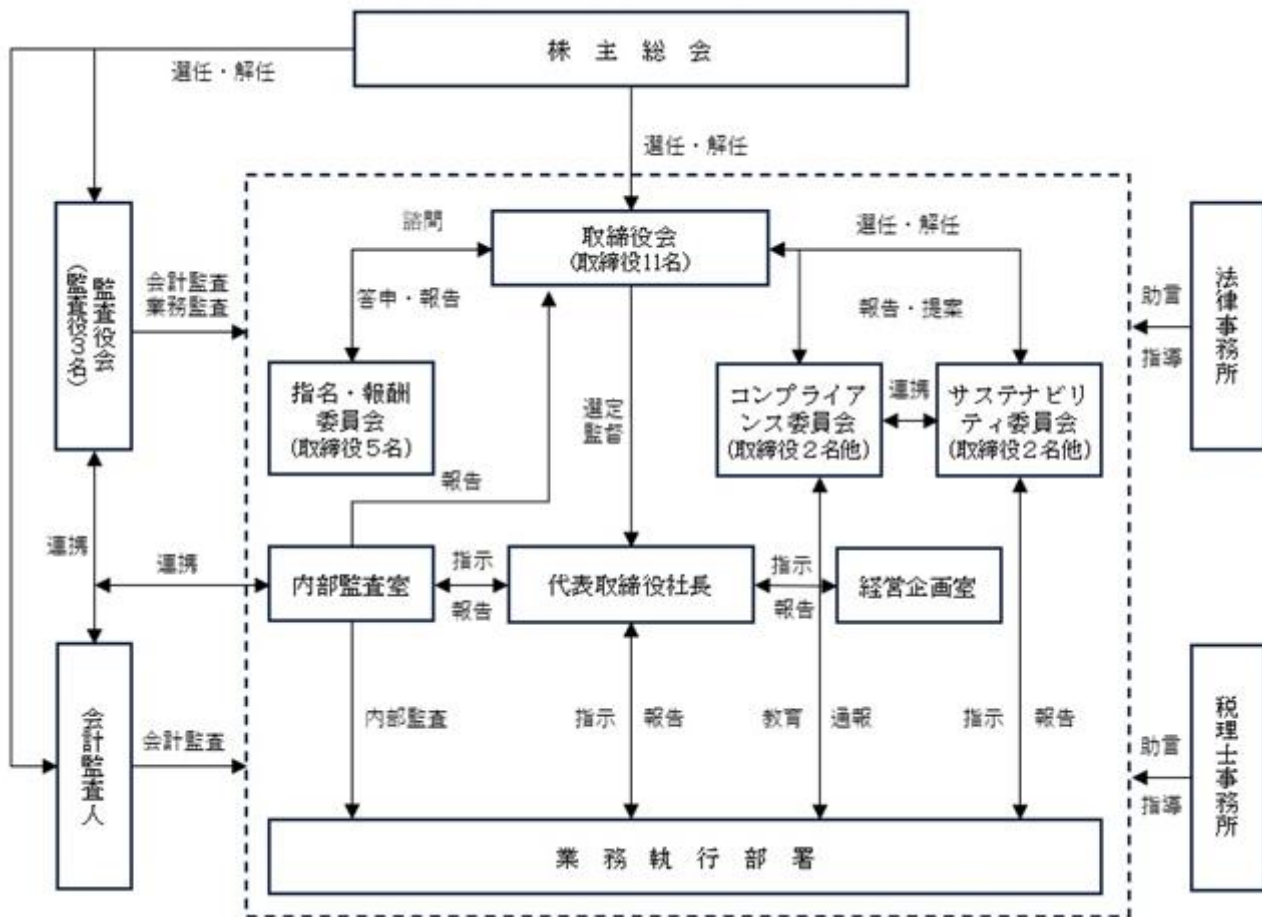 株主総会
選任・解任
選任・解任
取締役会
(取締役11名)
諮問
答申・報告
選任・解任
報告・提案
監査役会
(監査役3名)
会計監査
業務監査
法律事務所
助言
指導
指名・報酬
委員会
(取締役5名)
選定
監督
コンプライア
ンス委員会
(取締役2名他)
連携
サステナビリ
ティ委員会
(取締役2名他)
報告
連携
連携
内部監査室
指示
報告
代表取締役社長
指示
報告
経営企画室
会計監査人
会計監査
内部監査
指示
報告
教育
通報
指示
報告
税理士事務所
助言
指導
業務執行部署